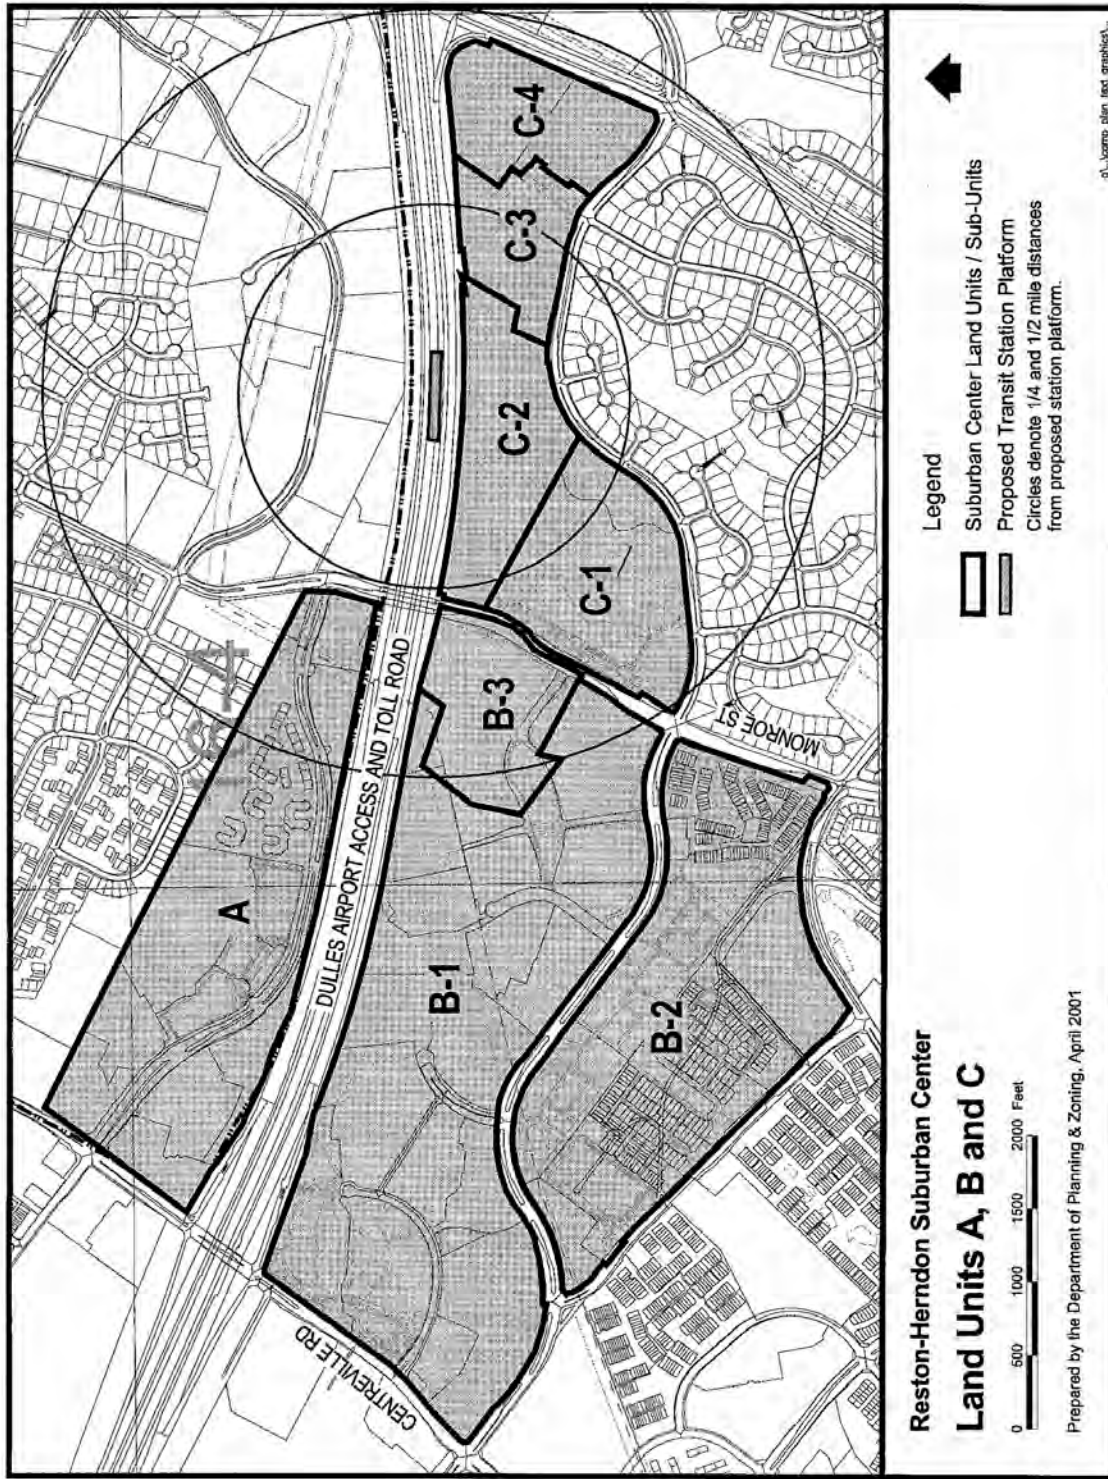 A
DULLES AIRPORT ACCESS AND TOLL ROAD
B-1
B-2
B-3
C-1
C-2
C-3
C-4
CENTREVILLE RD
MONROE ST
Reston-Herndon Suburban Center
Land Units A, B and C
0 500 1000 1500 2000 Feet
Prepared by the Department of Planning & Zoning, April 2001
Legend
Suburban Center Land Units / Sub-Units
Proposed Transit Station Platform
Circles denote 1/4 and 1/2 mile distances
from proposed station platform.